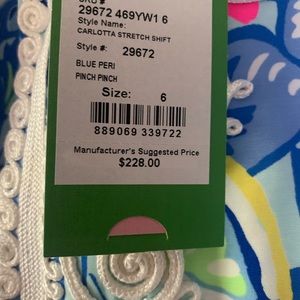 SKU #
29672 469YW1 6
Style Name:
CARLOTTA STRETCH SHIFT
Style #: 29672
BLUE PERI
PINCH PINCH
Size: 6
889069 339722
Manufacturer's Suggested Price
$228.00